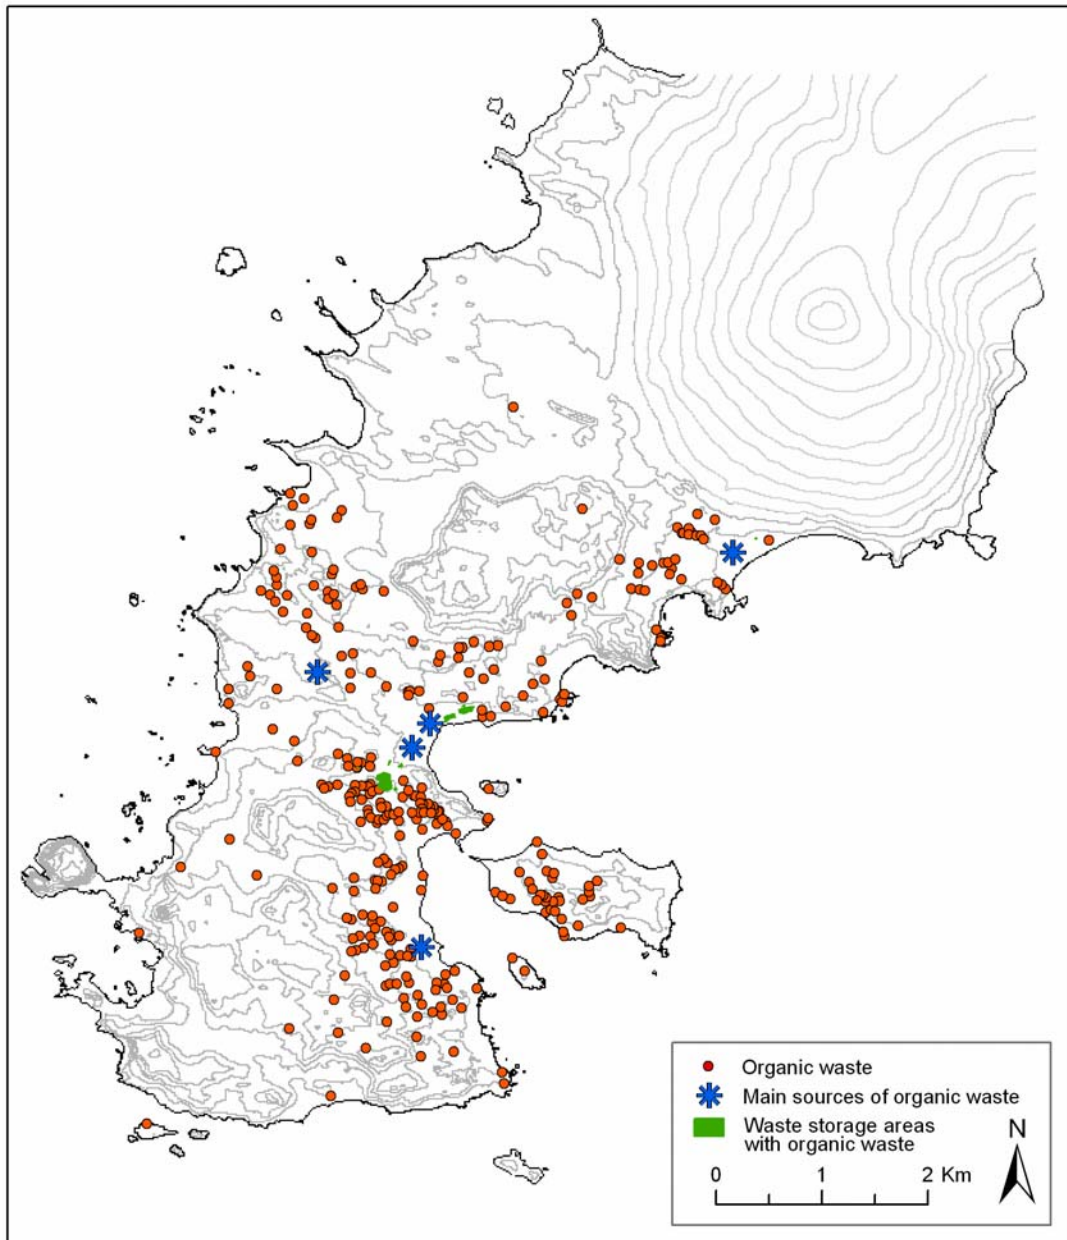 Organic waste
Main sources of organic waste
Waste storage areas
with organic waste
N
0 1 2 Km